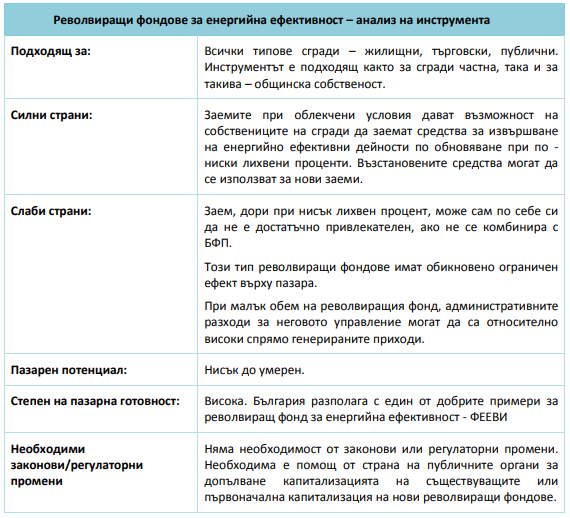 Револвиращи фондове за енергийна ефективност – анализ на инструмента
Подходящ за:
Всички типове сгради – жилищни, търговски, публични.
Инструментът е подходящ както за сгради частна, така и за
такива – общинска собственост.
Силни страни:
Заемите при облекчени условия дават възможност на
собствениците на сгради да заемат средства за извършване
на енергийно ефективни дейности по обновяване при по -
ниски лихвени проценти. Възстановените средства могат да
се използват за нови заеми.
Слаби страни:
Заем, дори при нисък лихвен процент, може сам по себе си
да не е достатъчно привлекателен, ако не се комбинира с
БФП.
Този тип револвиращи фондове имат обикновено ограничен
ефект върху пазара.
При малък обем на револвиращия фонд, административните
разходи за неговото управление могат да са относително
високи спрямо генерираните приходи.
Пазарен потенциал:
Нисък до умерен.
Степен на пазарна готовност:
Висока. България разполага с един от добрите примери за
револвиращ фонд за енергийна ефективност - ФЕЕВИ
Необходими
законови/регулаторни
промени
Няма необходимост от законови или регулаторни промени.
Необходима е помощ от страна на публичните органи за
допълване капитализацията на съществуващите или
първоначална капитализация на нови револвиращи фондове.